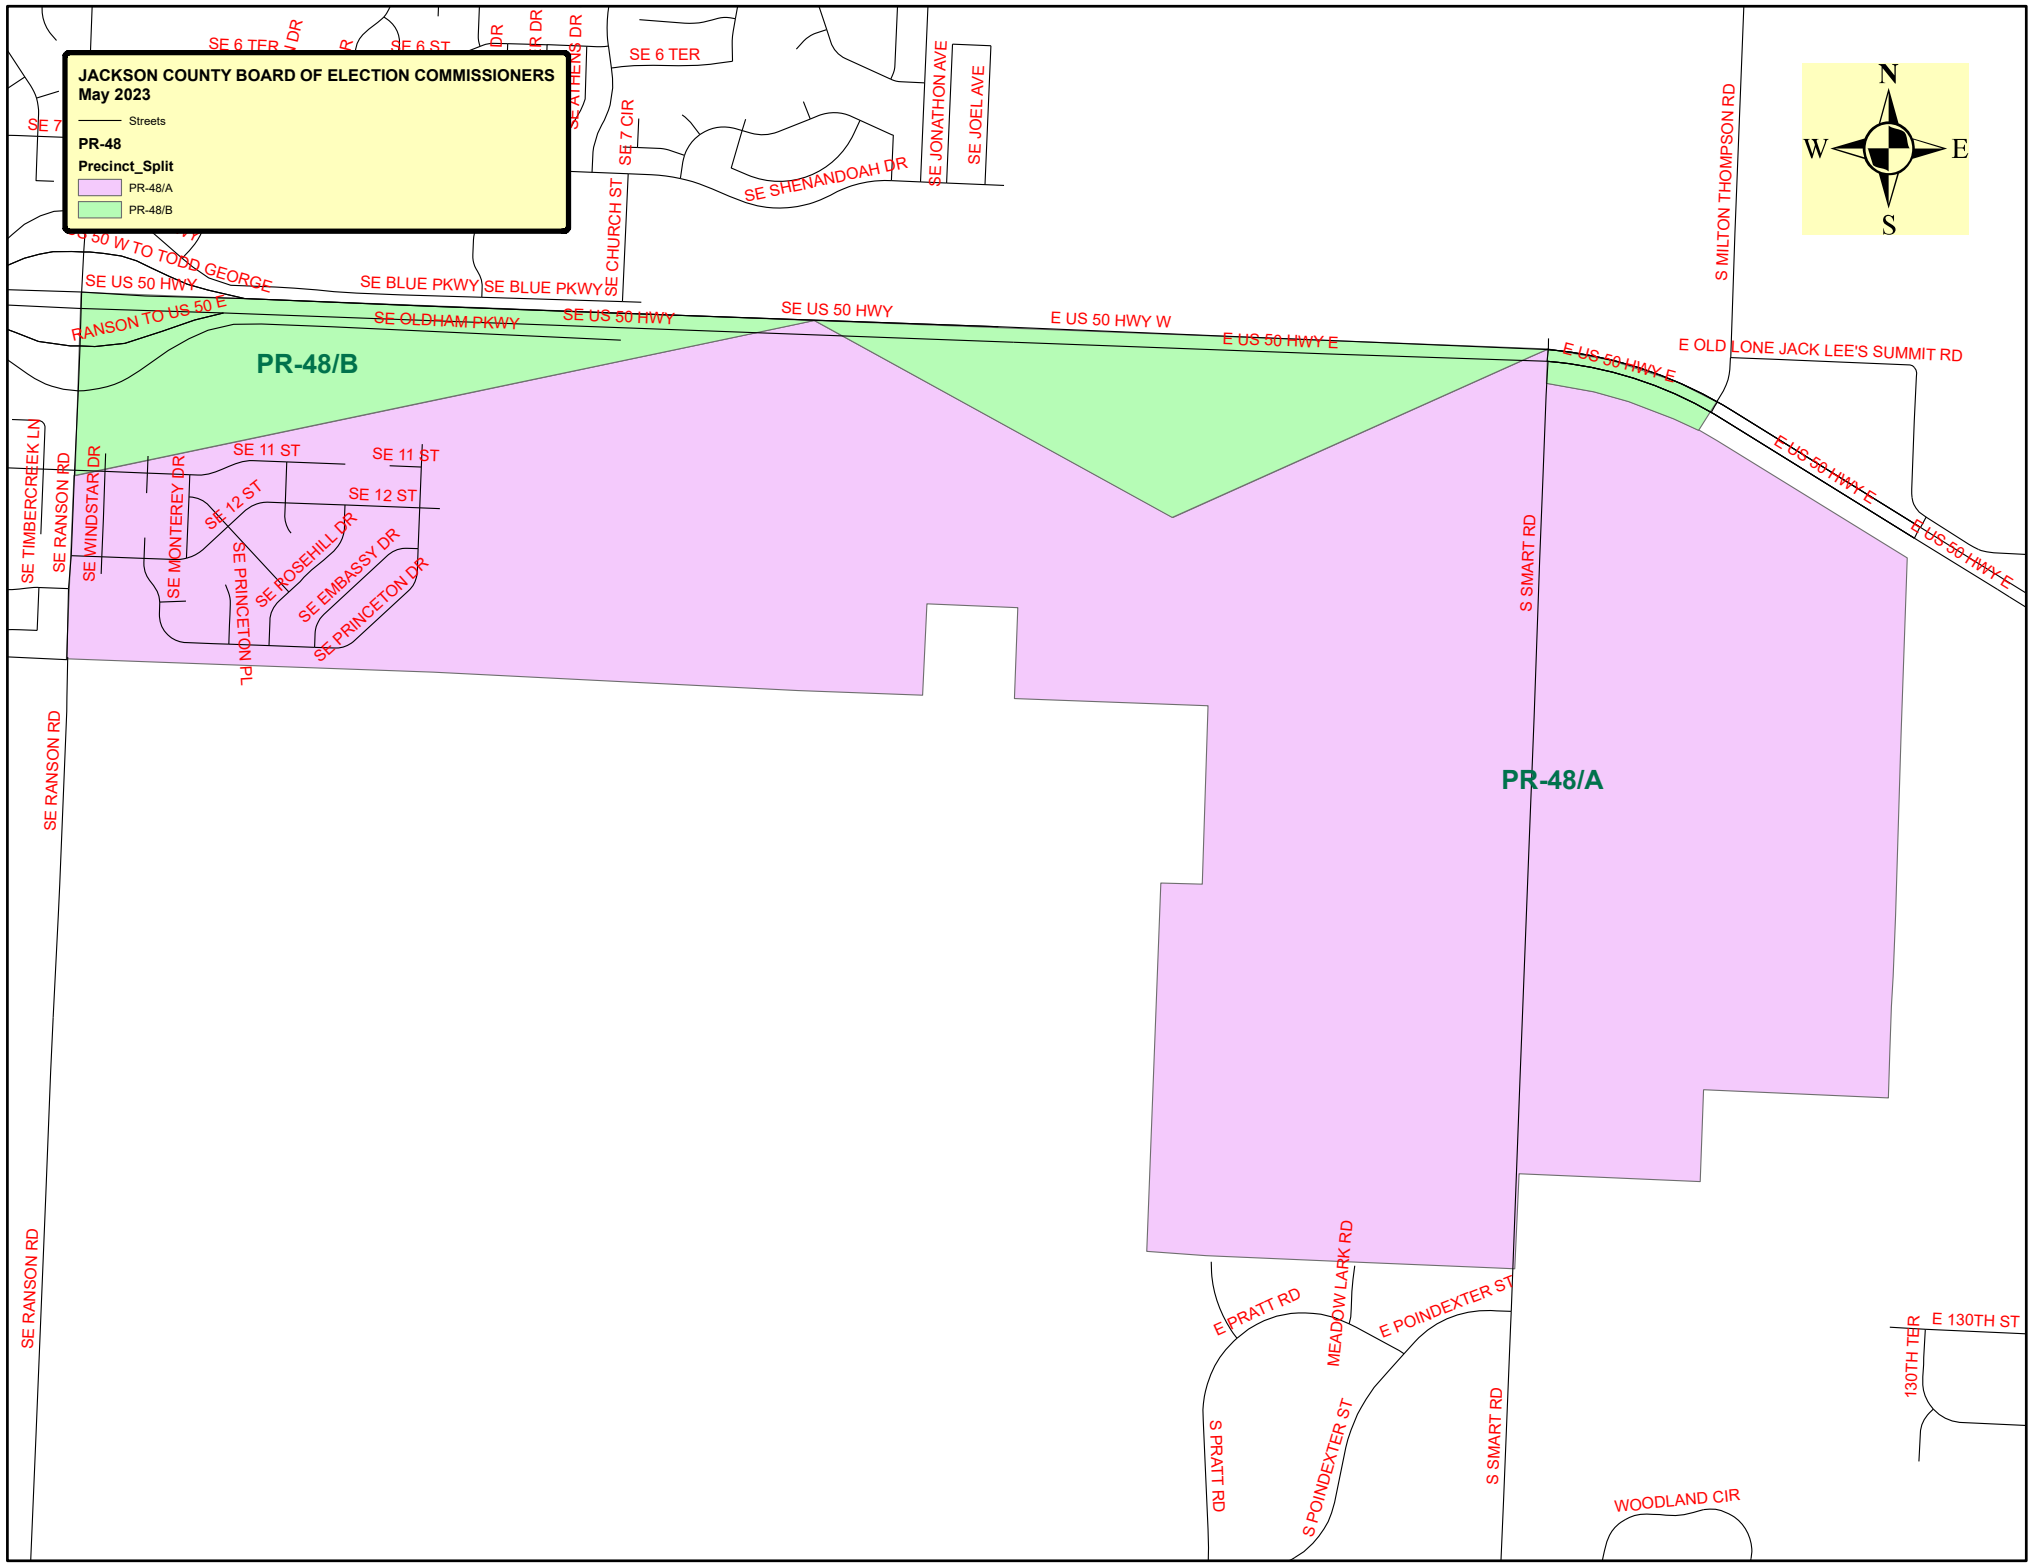 SE 6 TER
SE 6 ST
DR
SE ATHENS DR
SE 6 TER
SE 7 CIR
SE JONATHON AVE
SE JOEL AVE
S MILTON THOMPSON RD
N
W
E
S
JACKSON COUNTY BOARD OF ELECTION COMMISSIONERS
May 2023
Streets
PR-48
Precinct_Split
PR-48/A
PR-48/B
SE 7
SE SHENANDOAH DR
SE CHURCH ST
US 50 W TO TODD GEORGE
SE US 50 HWY
SE BLUE PKWY
SE BLUE PKWY
RANSON TO US 50 E
SE OLDHAM PKWY
SE US 50 HWY
SE US 50 HWY
E US 50 HWY W
E US 50 HWY E
E US 50 HWY E
E OLD LONE JACK LEE'S SUMMIT RD
PR-48/B
SE TIMBERCREEK LN
SE RANSON RD
SE WINDSTAR DR
SE MONTEREY DR
SE 11 ST
SE 11 ST
SE 12 ST
SE 12 ST
SE PRINCETON PL
SE ROSEHILL DR
SE EMBASSY DR
SE PRINCETON DR
E US 50 HWY E
E US 50 HWY E
S SMART RD
SE RANSON RD
PR-48/A
SE RANSON RD
E PRATT RD
MEADOW LARK RD
E POINDEXTER ST
E 130TH ST
130TH TER
S PRATT RD
S POINDEXTER ST
S SMART RD
WOODLAND CIR